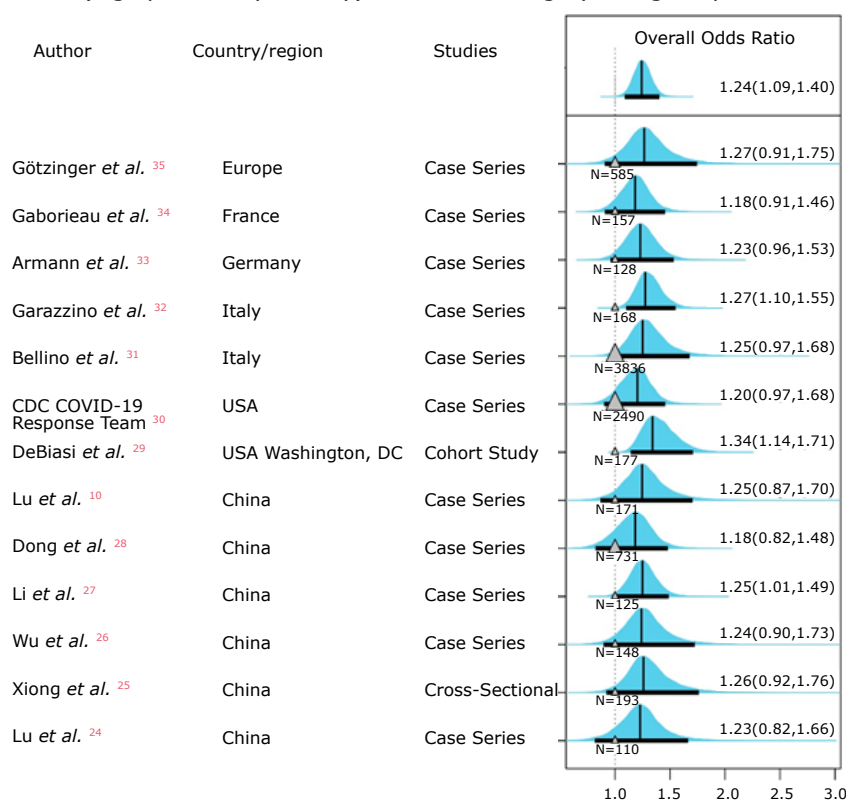 Overall Odds Ratio
Author Country/region Studies
1.24(1.09,1.40)
Götzinger et al. 35 Europe Case Series 1.27(0.91,1.75)
N=585
Gaborieau et al. 34 France Case Series 1.18(0.91,1.46)
N=157
Armann et al. 33 Germany Case Series 1.23(0.96,1.53)
N=128
Garazzino et al. 32 Italy Case Series 1.27(1.10,1.55)
N=168
Bellino et al. 31 Italy Case Series 1.25(0.97,1.68)
N=3836
CDC COVID-19 USA Case Series 1.20(0.97,1.68)
Response Team 30
N=2490
DeBiasi et al. 29 USA Washington, DC Cohort Study 1.34(1.14,1.71)
N=177
Lu et al. 10 China Case Series 1.25(0.87,1.70)
N=171
Dong et al. 28 China Case Series 1.18(0.82,1.48)
N=731
Li et al. 27 China Case Series 1.25(1.01,1.49)
N=125
Wu et al. 26 China Case Series 1.24(0.90,1.73)
N=148
Xiong et al. 25 China Cross-Sectional 1.26(0.92,1.76)
N=193
Lu et al. 24 China Case Series 1.23(0.82,1.66)
N=110
1.0 1.5 2.0 2.5 3.0